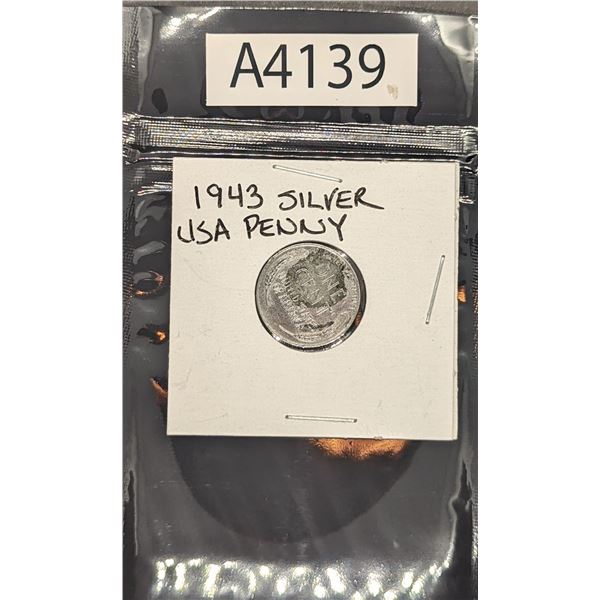 A4139
1943 SILVER
USA PENNY